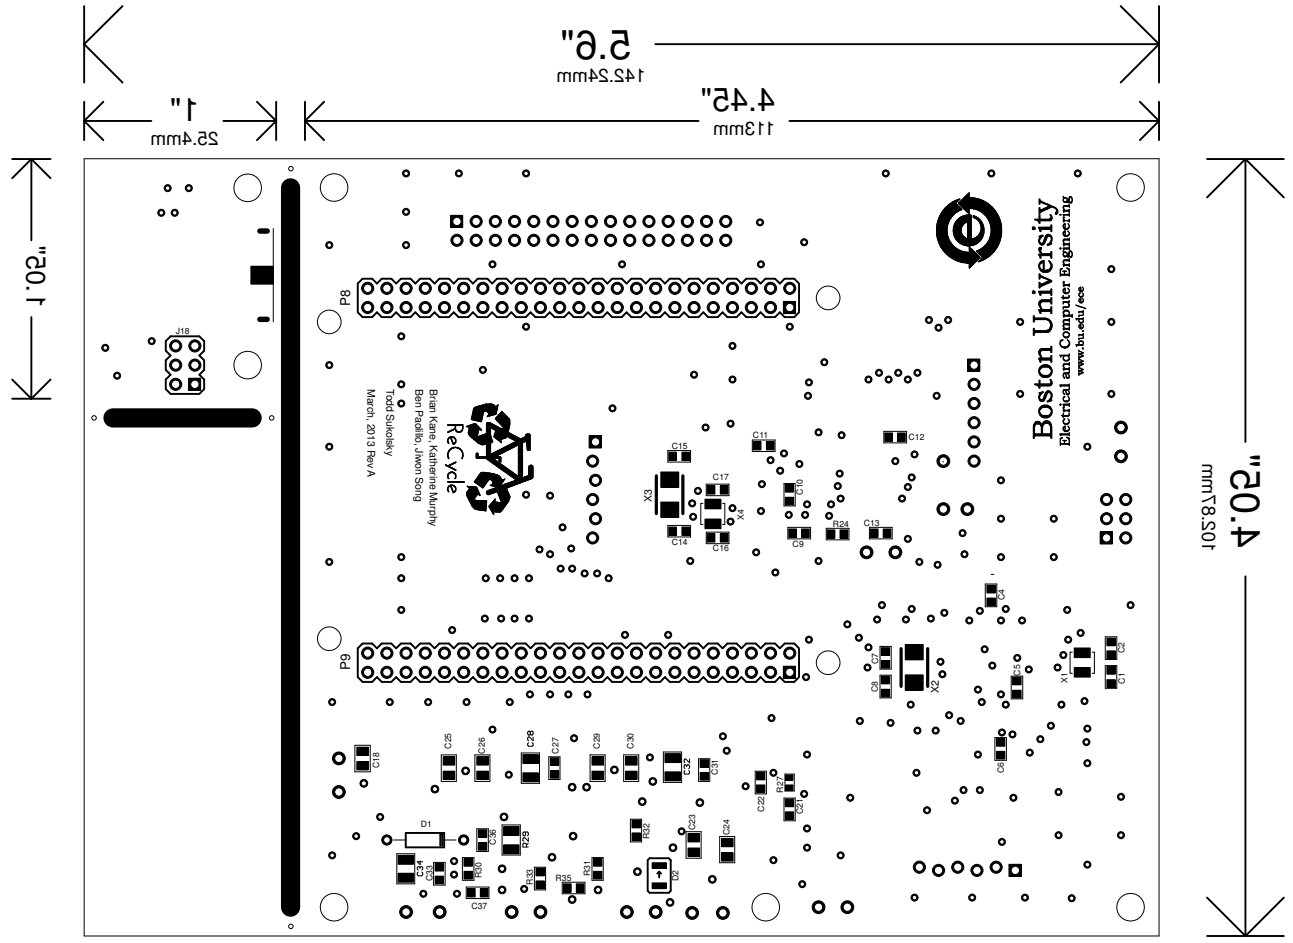 5.6"
142.24mm
1"
25.4mm
4.45"
113mm
1.05"
4.05"
102.87mm
P8
J18
Boston University
Electrical and Computer Engineering
www.bu.edu/ece
Brian Kane, Katherine Murphy
Ben Paolillo, Jiwon Song
Todd Sukolsky
March, 2013 Rev A
ReCycle
C15
C11
C12
X3
C17
X4
C10
C14
C16
C9
R24
C13
C4
P9
C7
C8
X2
C5
X1
C2
C1
C6
C18
C25
C26
C28
C27
C29
C30
C32
C31
C22
R27
C21
D1
C36
R29
R32
C23
C24
C34
C33
R30
C37
R33
R35
R31
D2